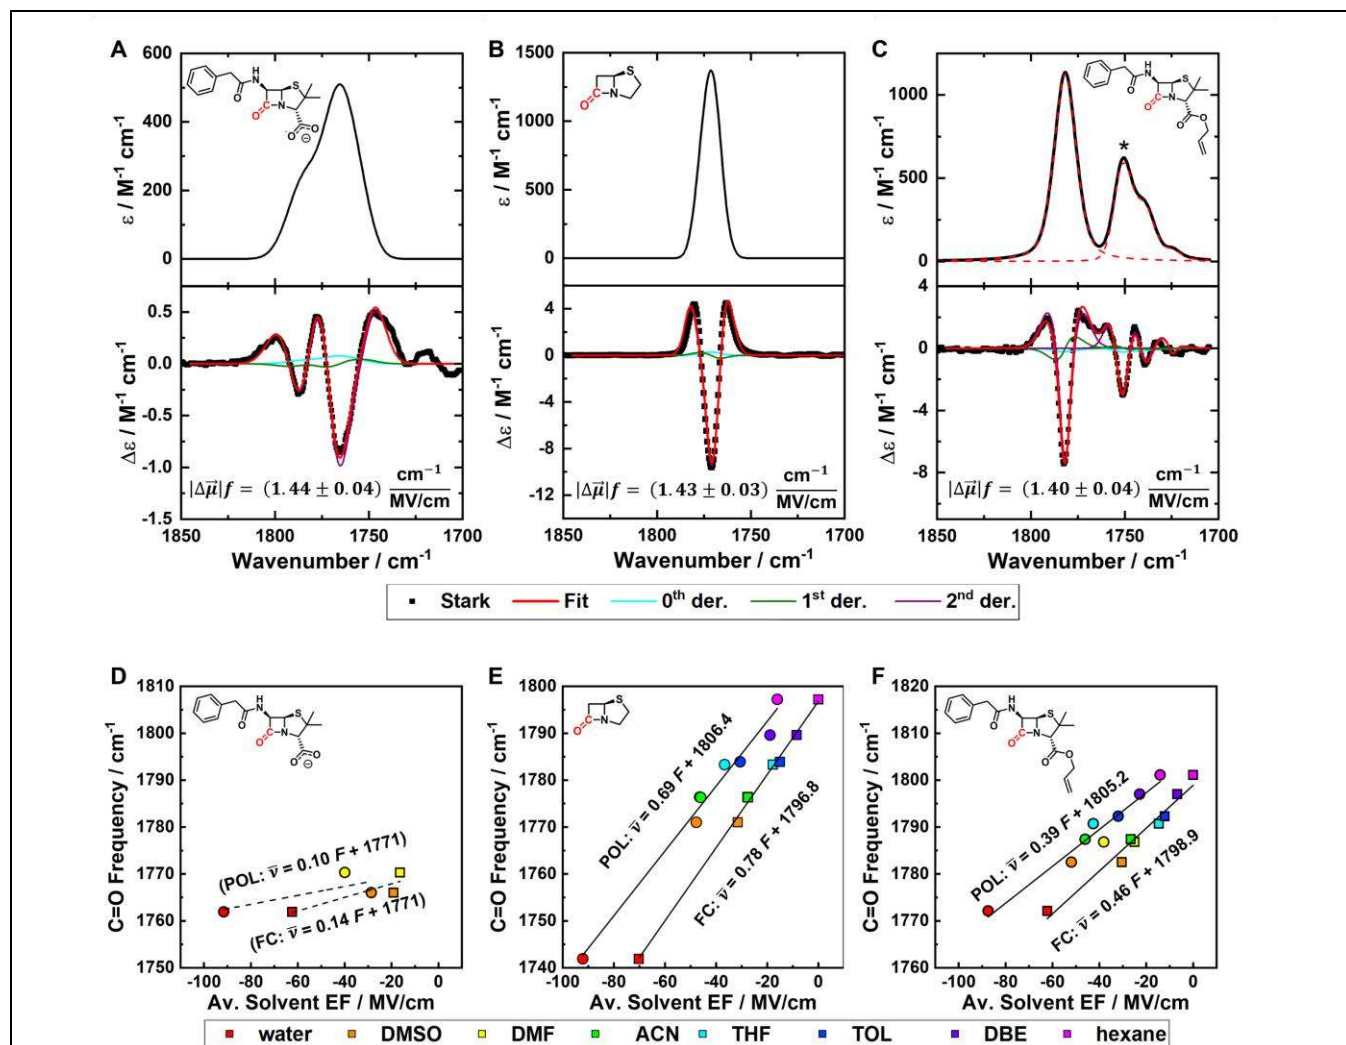 A
B
C
600
400
200
0
ε / M⁻¹ cm⁻¹
1500
1000
500
0
ε / M⁻¹ cm⁻¹
1000
500
0
ε / M⁻¹ cm⁻¹
*
H
N
S
O
N
O
O
⊖
S
N
O
H
N
S
O
N
O
O
O
0.5
0.0
-0.5
-1.0
-1.5
Δε / M⁻¹ cm⁻¹
4
0
-4
-8
-12
Δε / M⁻¹ cm⁻¹
4
0
-4
-8
Δε / M⁻¹ cm⁻¹
|Δμ⃗|f = (1.44 ± 0.04) cm⁻¹/MV/cm
|Δμ⃗|f = (1.43 ± 0.03) cm⁻¹/MV/cm
|Δμ⃗|f = (1.40 ± 0.04) cm⁻¹/MV/cm
1850 1800 1750 1700
1850 1800 1750 1700
1850 1800 1750 1700
Wavenumber / cm⁻¹
Wavenumber / cm⁻¹
Wavenumber / cm⁻¹
Stark Fit 0ᵗʰ der. 1ˢᵗ der. 2ⁿᵈ der.
D
E
F
1810
1800
1790
1780
1770
1760
1750
C=O Frequency / cm⁻¹
H
N
S
O
N
O
O
⊖
(POL: ν̄ = 0.10 F + 1771)
(FC: ν̄ = 0.14 F + 1771)
1800
1790
1780
1770
1760
1750
1740
C=O Frequency / cm⁻¹
S
N
O
POL: ν̄ = 0.69 F + 1806.4
FC: ν̄ = 0.78 F + 1796.8
1820
1810
1800
1790
1780
1770
1760
C=O Frequency / cm⁻¹
H
N
S
O
N
O
O
POL: ν̄ = 0.39 F + 1805.2
FC: ν̄ = 0.46 F + 1798.9
-100 -80 -60 -40 -20 0
-100 -80 -60 -40 -20 0
-100 -80 -60 -40 -20 0
Av. Solvent EF / MV/cm
Av. Solvent EF / MV/cm
Av. Solvent EF / MV/cm
water DMSO DMF ACN THF TOL DBE hexane